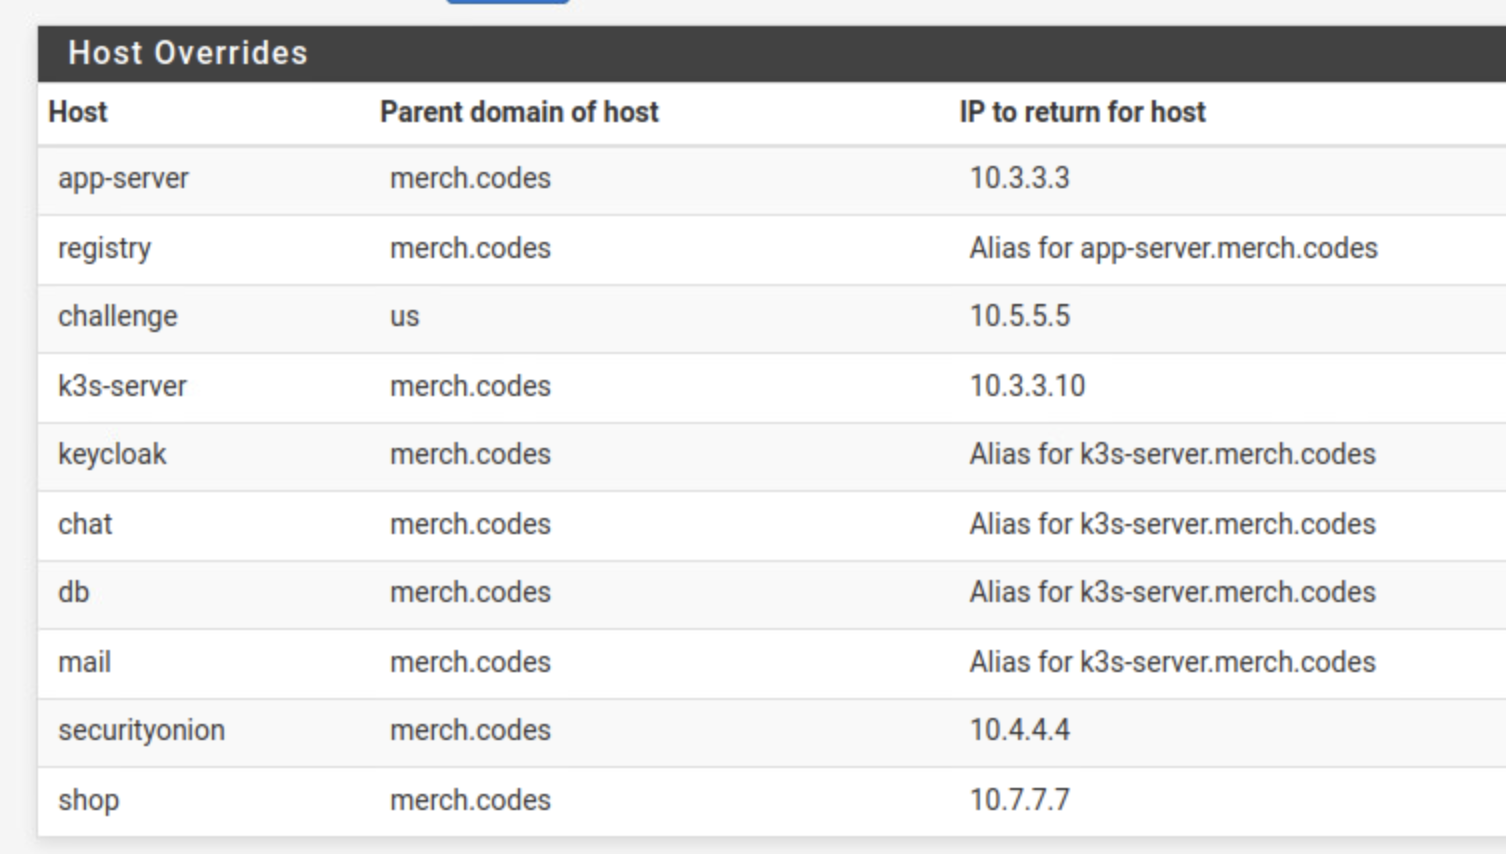 Host Overrides
Host Parent domain of host IP to return for host
app-server merch.codes 10.3.3.3
registry merch.codes Alias for app-server.merch.codes
challenge us 10.5.5.5
k3s-server merch.codes 10.3.3.10
keycloak merch.codes Alias for k3s-server.merch.codes
chat merch.codes Alias for k3s-server.merch.codes
db merch.codes Alias for k3s-server.merch.codes
mail merch.codes Alias for k3s-server.merch.codes
securityonion merch.codes 10.4.4.4
shop merch.codes 10.7.7.7